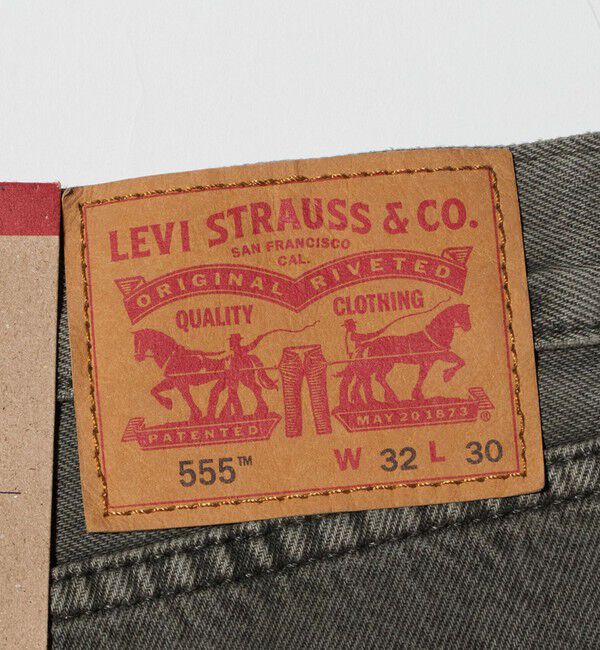 LEVI STRAUSS & CO.
SAN FRANCISCO
CAL.
ORIGINAL RIVETED
QUALITY CLOTHING
PATENTED MAY 20 1873 ®
555™ W 32 L 30